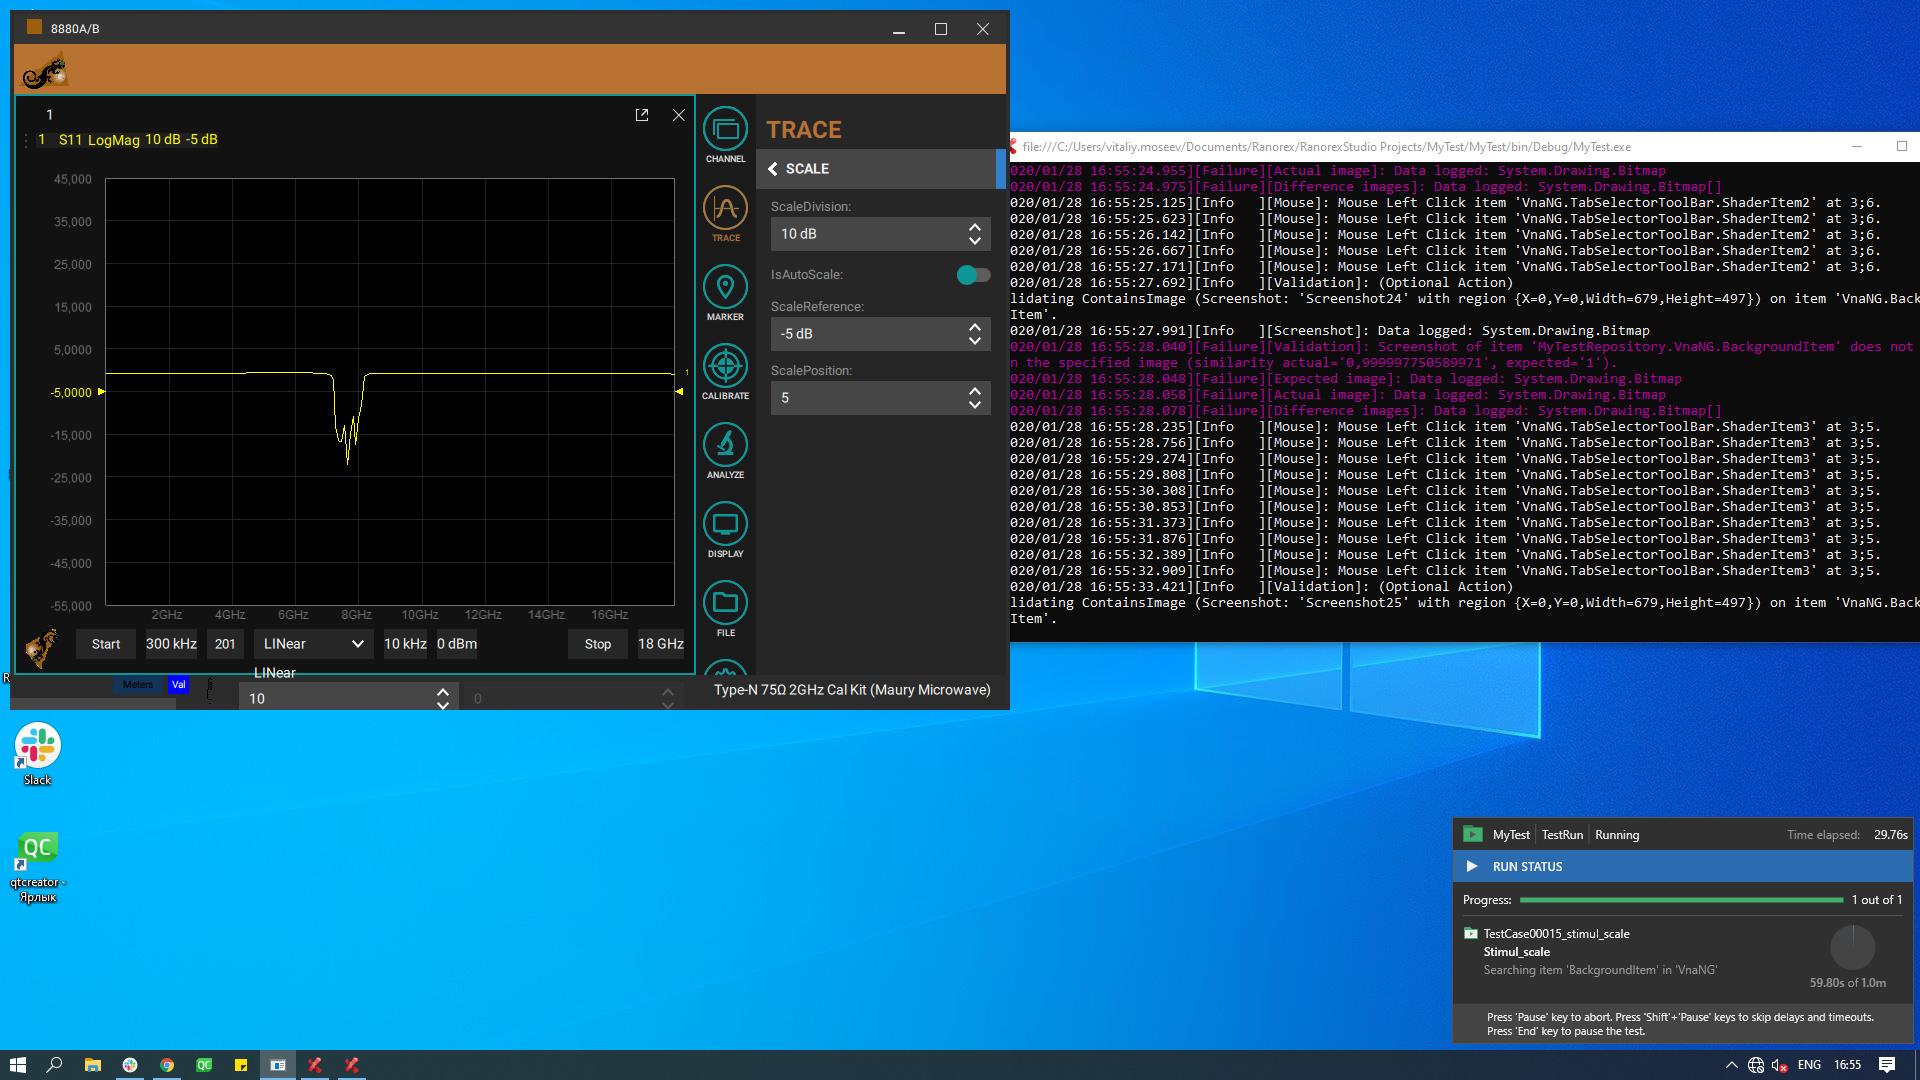 8880A/B
1
1 S11 LogMag 10 dB -5 dB
45,000
35,000
25,000
15,000
5,0000
-5,0000
-15,000
-25,000
-35,000
-45,000
-55,000
1
2GHz 4GHz 6GHz 8GHz 10GHz 12GHz 14GHz 16GHz
Start 300 kHz 201 LINear 10 kHz 0 dBm Stop 18 GHz
LINear
Meters Val
10
0
Type-N 75Ω 2GHz Cal Kit (Maury Microwave)
CHANNEL
TRACE
MARKER
CALIBRATE
ANALYZE
DISPLAY
FILE
TRACE
SCALE
ScaleDivision:
10 dB
IsAutoScale:
ScaleReference:
-5 dB
ScalePosition:
5
file:///C:/Users/vitaliy.moseev/Documents/Ranorex/RanorexStudio Projects/MyTest/MyTest/bin/Debug/MyTest.exe
020/01/28 16:55:24.955][Failure][Actual image]: Data logged: System.Drawing.Bitmap
020/01/28 16:55:24.975][Failure][Difference images]: Data logged: System.Drawing.Bitmap[]
020/01/28 16:55:25.125][Info   ][Mouse]: Mouse Left Click item 'VnaNG.TabSelectorToolBar.ShaderItem2' at 3;6.
020/01/28 16:55:25.623][Info   ][Mouse]: Mouse Left Click item 'VnaNG.TabSelectorToolBar.ShaderItem2' at 3;6.
020/01/28 16:55:26.142][Info   ][Mouse]: Mouse Left Click item 'VnaNG.TabSelectorToolBar.ShaderItem2' at 3;6.
020/01/28 16:55:26.667][Info   ][Mouse]: Mouse Left Click item 'VnaNG.TabSelectorToolBar.ShaderItem2' at 3;6.
020/01/28 16:55:27.171][Info   ][Mouse]: Mouse Left Click item 'VnaNG.TabSelectorToolBar.ShaderItem2' at 3;6.
020/01/28 16:55:27.692][Info   ][Validation]: (Optional Action)
lidating ContainsImage (Screenshot: 'Screenshot24' with region {X=0,Y=0,Width=679,Height=497}) on item 'VnaNG.Back
Item'.
020/01/28 16:55:27.991][Info   ][Screenshot]: Data logged: System.Drawing.Bitmap
020/01/28 16:55:28.040][Failure][Validation]: Screenshot of item 'MyTestRepository.VnaNG.BackgroundItem' does not
n the specified image (similarity actual='0,999997750589971', expected='1').
020/01/28 16:55:28.048][Failure][Expected image]: Data logged: System.Drawing.Bitmap
020/01/28 16:55:28.058][Failure][Actual image]: Data logged: System.Drawing.Bitmap
020/01/28 16:55:28.078][Failure][Difference images]: Data logged: System.Drawing.Bitmap[]
020/01/28 16:55:28.235][Info   ][Mouse]: Mouse Left Click item 'VnaNG.TabSelectorToolBar.ShaderItem3' at 3;5.
020/01/28 16:55:28.756][Info   ][Mouse]: Mouse Left Click item 'VnaNG.TabSelectorToolBar.ShaderItem3' at 3;5.
020/01/28 16:55:29.274][Info   ][Mouse]: Mouse Left Click item 'VnaNG.TabSelectorToolBar.ShaderItem3' at 3;5.
020/01/28 16:55:29.808][Info   ][Mouse]: Mouse Left Click item 'VnaNG.TabSelectorToolBar.ShaderItem3' at 3;5.
020/01/28 16:55:30.308][Info   ][Mouse]: Mouse Left Click item 'VnaNG.TabSelectorToolBar.ShaderItem3' at 3;5.
020/01/28 16:55:30.853][Info   ][Mouse]: Mouse Left Click item 'VnaNG.TabSelectorToolBar.ShaderItem3' at 3;5.
020/01/28 16:55:31.373][Info   ][Mouse]: Mouse Left Click item 'VnaNG.TabSelectorToolBar.ShaderItem3' at 3;5.
020/01/28 16:55:31.876][Info   ][Mouse]: Mouse Left Click item 'VnaNG.TabSelectorToolBar.ShaderItem3' at 3;5.
020/01/28 16:55:32.389][Info   ][Mouse]: Mouse Left Click item 'VnaNG.TabSelectorToolBar.ShaderItem3' at 3;5.
020/01/28 16:55:32.909][Info   ][Mouse]: Mouse Left Click item 'VnaNG.TabSelectorToolBar.ShaderItem3' at 3;5.
020/01/28 16:55:33.421][Info   ][Validation]: (Optional Action)
lidating ContainsImage (Screenshot: 'Screenshot25' with region {X=0,Y=0,Width=679,Height=497}) on item 'VnaNG.Back
Item'.
R
Slack
QC
qtcreator -
Ярлык
MyTest TestRun Running Time elapsed: 29.76s
RUN STATUS
Progress: 1 out of 1
TestCase00015_stimul_scale
Stimul_scale
Searching item 'BackgroundItem' in 'VnaNG'
59.80s of 1.0m
Press 'Pause' key to abort. Press 'Shift'+'Pause' keys to skip delays and timeouts.
Press 'End' key to pause the test.
QC
ENG 16:55